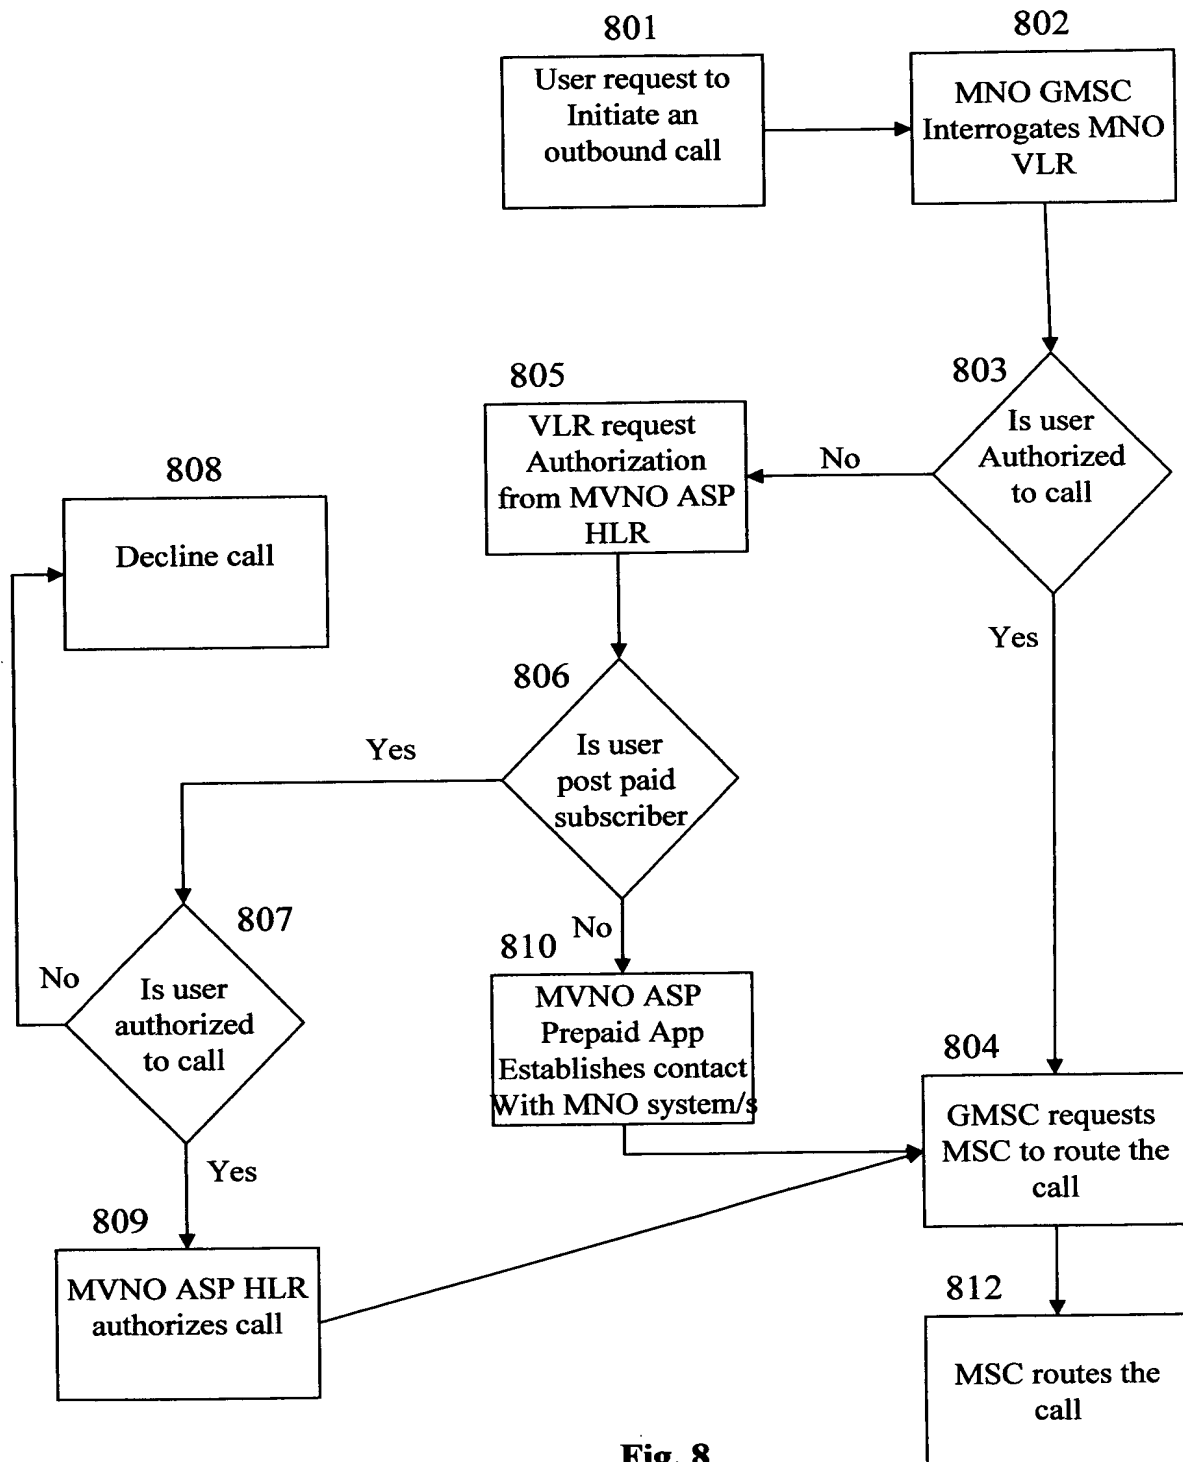 801
User request to
Initiate an
outbound call
802
MNO GMSC
Interrogates MNO
VLR
803
Is user
Authorized
to call
No
Yes
805
VLR request
Authorization
from MVNO ASP
HLR
808
Decline call
806
Is user
post paid
subscriber
Yes
No
807
Is user
authorized
to call
No
Yes
810
MVNO ASP
Prepaid App
Establishes contact
With MNO system/s
804
GMSC requests
MSC to route the
call
809
MVNO ASP HLR
authorizes call
812
MSC routes the
call
Fig. 8